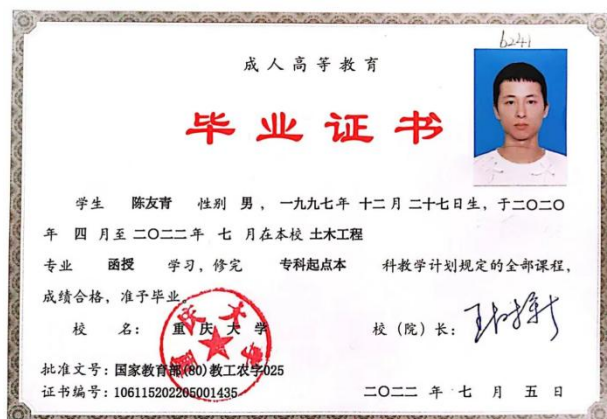 6241
成人高等教育
毕业证书
学生 陈友青 性别 男，一九九七年 十二月 二十七日生，于二〇二〇
年 四 月至 二〇二二年 七 月在本校 土木工程
专业 函授 学习，修完 专科起点本 科教学计划规定的全部课程，
成绩合格，准予毕业。
校 名： 重庆大学 校（院）长：
重庆大学
批准文号：国家教育部(80)教工农字025
证书编号：106115202205001435 二〇二二 年 七 月 五 日